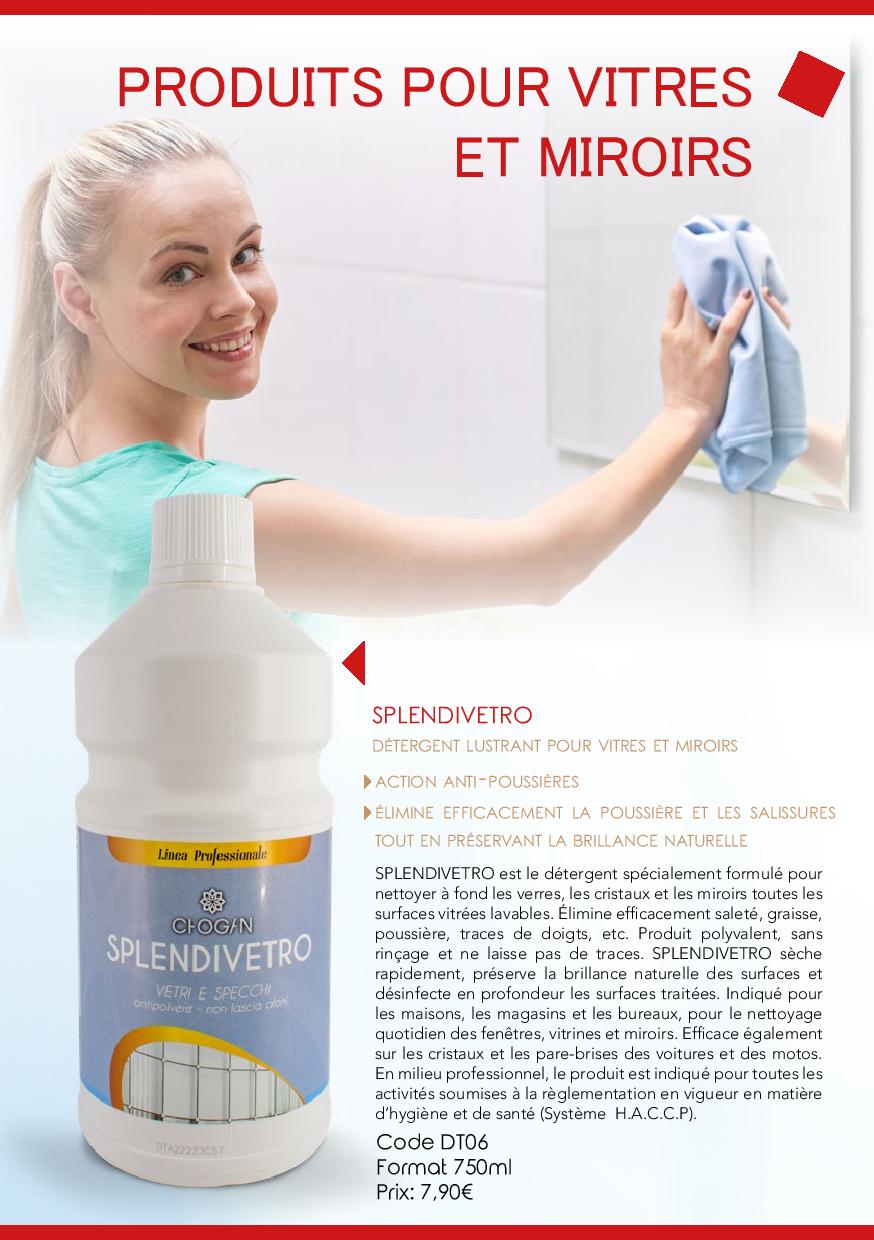 PRODUITS POUR VITRES
ET MIROIRS
Linea Professionale
CHOGAN
SPLENDIVETRO
VETRI E SPECCHI
antipolvere - non lascia aloni
DTA22223C57
SPLENDIVETRO
DÉTERGENT LUSTRANT POUR VITRES ET MIROIRS
ACTION ANTI-POUSSIÈRES
ÉLIMINE EFFICACEMENT LA POUSSIÈRE ET LES SALISSURES
TOUT EN PRÉSERVANT LA BRILLANCE NATURELLE
SPLENDIVETRO est le détergent spécialement formulé pour
nettoyer à fond les verres, les cristaux et les miroirs toutes les
surfaces vitrées lavables. Élimine efficacement saleté, graisse,
poussière, traces de doigts, etc. Produit polyvalent, sans
rinçage et ne laisse pas de traces. SPLENDIVETRO sèche
rapidement, préserve la brillance naturelle des surfaces et
désinfecte en profondeur les surfaces traitées. Indiqué pour
les maisons, les magasins et les bureaux, pour le nettoyage
quotidien des fenêtres, vitrines et miroirs. Efficace également
sur les cristaux et les pare-brises des voitures et des motos.
En milieu professionnel, le produit est indiqué pour toutes les
activités soumises à la règlementation en vigueur en matière
d'hygiène et de santé (Système H.A.C.C.P).
Code DT06
Format 750ml
Prix: 7,90€